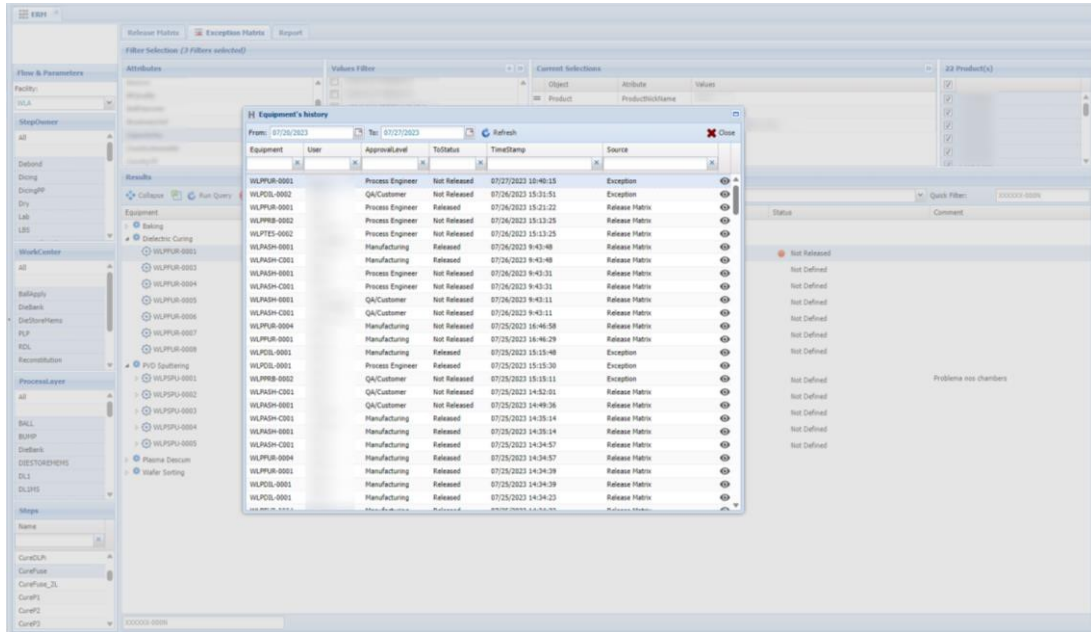 ERM
Release Matrix Exception Matrix Report
Filter Selection (3 Filters selected)
Flow & Parameters
Facility:
WLA
StepOwner
All
Debond
Dicing
DicingPP
Dry
Lab
LBS
WorkCenter
All
BallApply
DieBank
DieStoreMems
PLP
RDL
Reconstitution
ProcessLayer
All
BALL
BUMP
DieBank
DIESTOREMEMS
DL1
DL1MS
Steps
Name
CureDLPi
CureFuse
CureFuse_2L
CureP1
CureP2
CureP3
Attributes
Values Filter
Current Selections
Object Atribute Values
Product ProductNickName
22 Product(s)
Results
Collapse Run Query
Quick Filter:
Equipment
Status Comment
Baking
Dielectric Curing
WLPFUR-0001 Not Released
WLPFUR-0003 Not Defined
WLPFUR-0004 Not Defined
WLPFUR-0005 Not Defined
WLPFUR-0006 Not Defined
WLPFUR-0007 Not Defined
WLPFUR-0008 Not Defined
PVD Sputtering
WLPSPU-0001 Not Defined Problema nos chambers
WLPSPU-0002 Not Defined
WLPSPU-0003 Not Defined
WLPSPU-0004 Not Defined
WLPSPU-0005 Not Defined
Plasma Descum
Wafer Sorting
Equipment's history
From: 07/20/2023 To: 07/27/2023 Refresh Close
Equipment User ApprovalLevel ToStatus TimeStamp Source
WLPFUR-0001 Process Engineer Not Released 07/27/2023 10:40:15 Exception
WLPDIL-0002 QA/Customer Not Released 07/26/2023 15:31:51 Exception
WLPFUR-0001 Process Engineer Released 07/26/2023 15:21:22 Release Matrix
WLPPRB-0002 Process Engineer Not Released 07/26/2023 15:13:25 Release Matrix
WLPTES-0002 Process Engineer Not Released 07/26/2023 15:13:25 Release Matrix
WLPASH-0001 Manufacturing Released 07/26/2023 9:43:48 Release Matrix
WLPASH-C001 Manufacturing Released 07/26/2023 9:43:48 Release Matrix
WLPASH-0001 Process Engineer Not Released 07/26/2023 9:43:31 Release Matrix
WLPASH-C001 Process Engineer Not Released 07/26/2023 9:43:31 Release Matrix
WLPASH-0001 QA/Customer Not Released 07/26/2023 9:43:11 Release Matrix
WLPASH-C001 QA/Customer Not Released 07/26/2023 9:43:11 Release Matrix
WLPFUR-0004 Manufacturing Not Released 07/25/2023 16:46:58 Release Matrix
WLPFUR-0001 Manufacturing Not Released 07/25/2023 16:46:29 Release Matrix
WLPDIL-0001 Manufacturing Released 07/25/2023 15:15:48 Exception
WLPDIL-0001 Process Engineer Released 07/25/2023 15:15:30 Exception
WLPPRB-0002 QA/Customer Not Released 07/25/2023 15:15:11 Exception
WLPASH-C001 QA/Customer Not Released 07/25/2023 14:52:01 Release Matrix
WLPASH-0001 QA/Customer Not Released 07/25/2023 14:49:36 Release Matrix
WLPASH-C001 Manufacturing Released 07/25/2023 14:35:14 Release Matrix
WLPASH-0001 Manufacturing Released 07/25/2023 14:35:14 Release Matrix
WLPASH-C001 Manufacturing Released 07/25/2023 14:34:57 Release Matrix
WLPFUR-0004 Manufacturing Released 07/25/2023 14:34:57 Release Matrix
WLPFUR-0001 Manufacturing Released 07/25/2023 14:34:39 Release Matrix
WLPDIL-0001 Manufacturing Released 07/25/2023 14:34:39 Release Matrix
WLPDIL-0001 Manufacturing Released 07/25/2023 14:34:23 Release Matrix